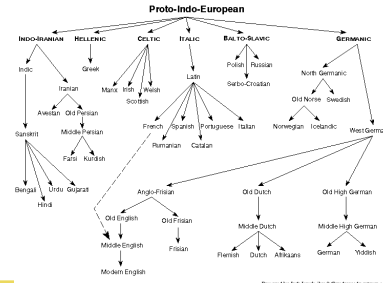 Proto-Indo-European
INDO-IRANIAN HELLENIC CELTIC ITALIC BALTO-SLAVIC GERMANIC
Indic Greek Polish Russian
Iranian Manx Irish Welsh Latin Serbo-Croatian North Germanic
Scottish
Avestan Old Persian Old Norse Swedish
Sanskrit Middle Persian French Spanish Portuguese Italian Norwegian Icelandic West Germa
Farsi Kurdish Rumanian Catalan
Bengali Urdu Gujarati Anglo-Frisian Old Dutch Old High German
Hindi
Old English Old Frisian
Middle English Middle Dutch Middle High German
Frisian Flemish Dutch Afrikaans German Yiddish
Modern English